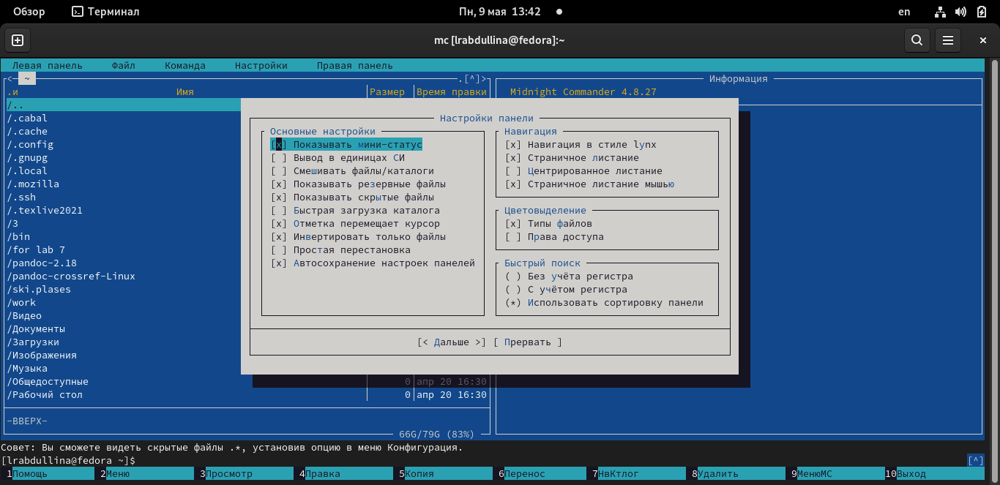 Обзор Терминал Пн, 9 мая 13:42 en
mc [lrabdullina@fedora]:~
Левая панель Файл Команда Настройки Правая панель
<- ~ .[^]> Информация
.и Имя Размер Время правки Midnight Commander 4.8.27
/..
Настройки панели
/.cabal
/.cache
/.config
/.gnupg
/.local
/.mozilla
/.ssh
/.texlive2021
/3
/bin
/for lab 7
/pandoc-2.18
/pandoc-crossref-Linux
/ski.plases
/work
/Видео
/Документы
/Загрузки
/Изображения
/Музыка
/Общедоступные 0 апр 20 16:30
/Рабочий стол 0 апр 20 16:30
Основные настройки
[x] Показывать мини-статус
[ ] Вывод в единицах СИ
[ ] Смешивать файлы/каталоги
[x] Показывать резервные файлы
[x] Показывать скрытые файлы
[ ] Быстрая загрузка каталога
[x] Отметка перемещает курсор
[x] Инвертировать только файлы
[ ] Простая перестановка
[x] Автосохранение настроек панелей
Навигация
[x] Навигация в стиле lynx
[x] Страничное листание
[ ] Центрированное листание
[x] Страничное листание мышью
Цветовыделение
[x] Типы файлов
[ ] Права доступа
Быстрый поиск
( ) Без учёта регистра
( ) С учётом регистра
(*) Использовать сортировку панели
[< Дальше >] [ Прервать ]
-ВВЕРХ-
66G/79G (83%)
Совет: Вы сможете видеть скрытые файлы .*, установив опцию в меню Конфигурация.
[lrabdullina@fedora ~]$ [^]
1Помощь 2Меню 3Просмотр 4Правка 5Копия 6Перенос 7НвКтлог 8Удалить 9МенюMC 10Выход